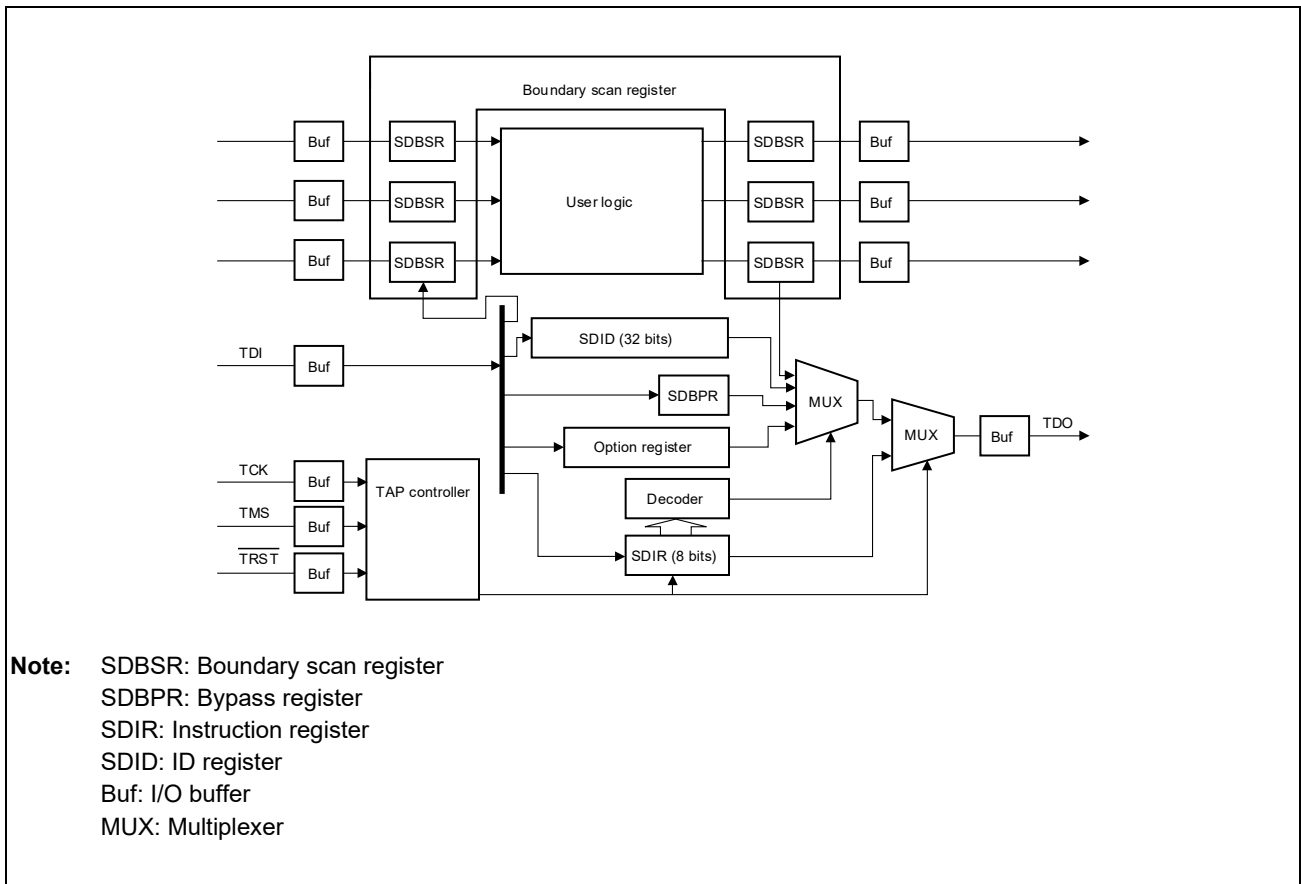 Boundary scan register
Buf SDBSR SDBSR Buf
Buf SDBSR User logic SDBSR Buf
Buf SDBSR SDBSR Buf
TDI Buf
SDID (32 bits)
SDBPR
MUX
MUX
Buf
TDO
Option register
TCK Buf
TAP controller
Decoder
TMS Buf
TRST Buf
SDIR (8 bits)
Note: SDBSR: Boundary scan register
SDBPR: Bypass register
SDIR: Instruction register
SDID: ID register
Buf: I/O buffer
MUX: Multiplexer